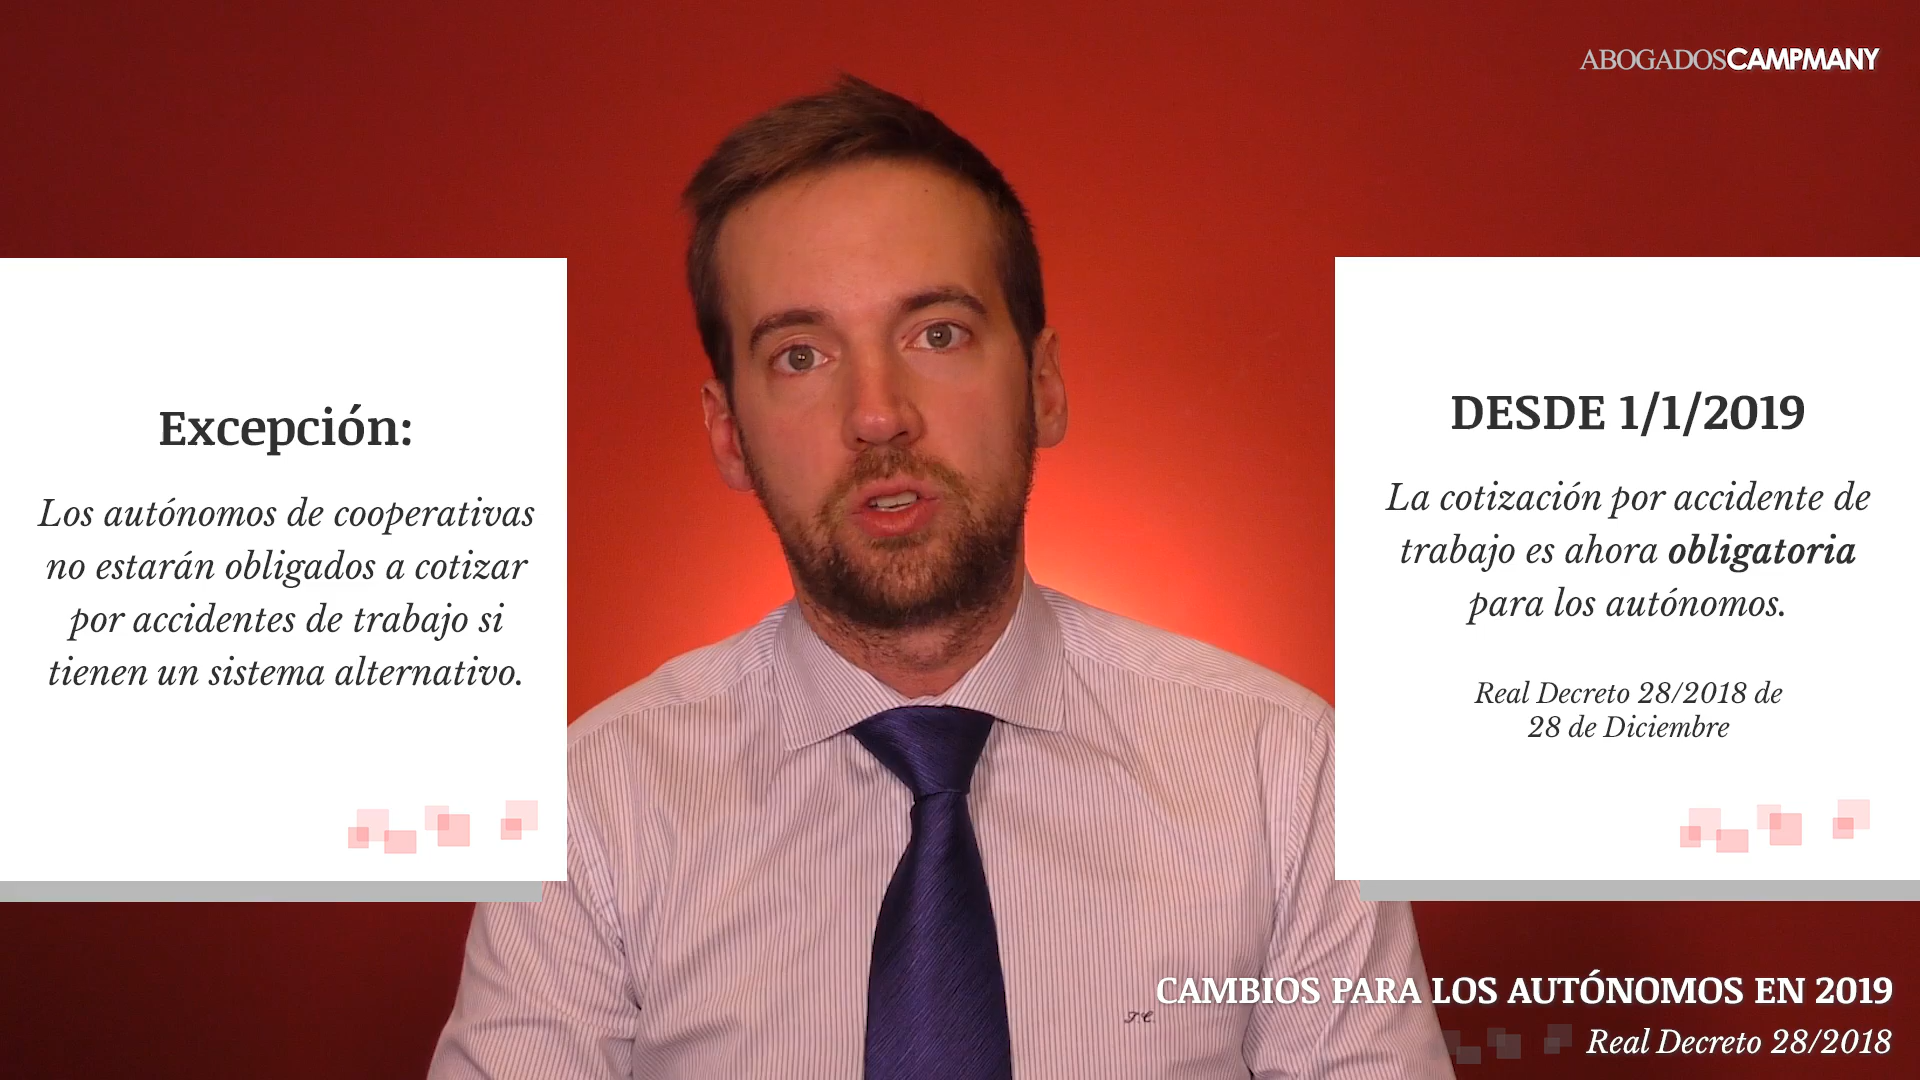 ABOGADOSCAMPMANY
Excepción:
Los autónomos de cooperativas
no estarán obligados a cotizar
por accidentes de trabajo si
tienen un sistema alternativo.
DESDE 1/1/2019
La cotización por accidente de
trabajo es ahora obligatoria
para los autónomos.
Real Decreto 28/2018 de
28 de Diciembre
J.C.
CAMBIOS PARA LOS AUTÓNOMOS EN 2019
Real Decreto 28/2018